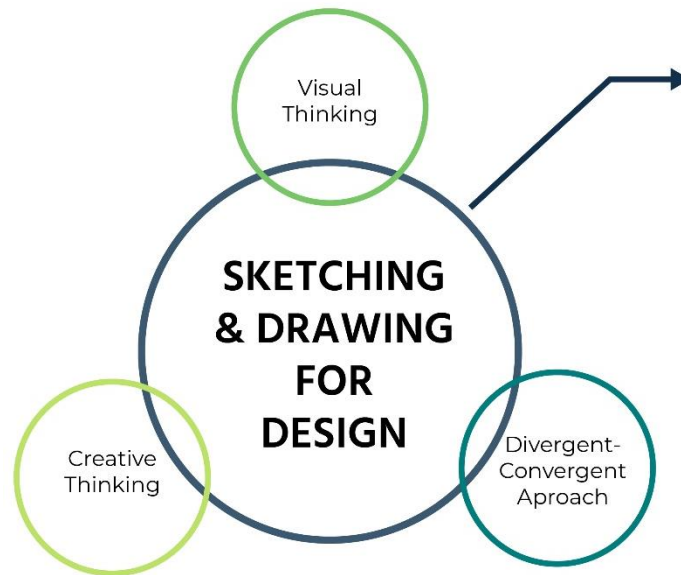 Visual
Thinking
SKETCHING
& DRAWING
FOR
DESIGN
Creative
Thinking
Divergent-
Convergent
Aproach